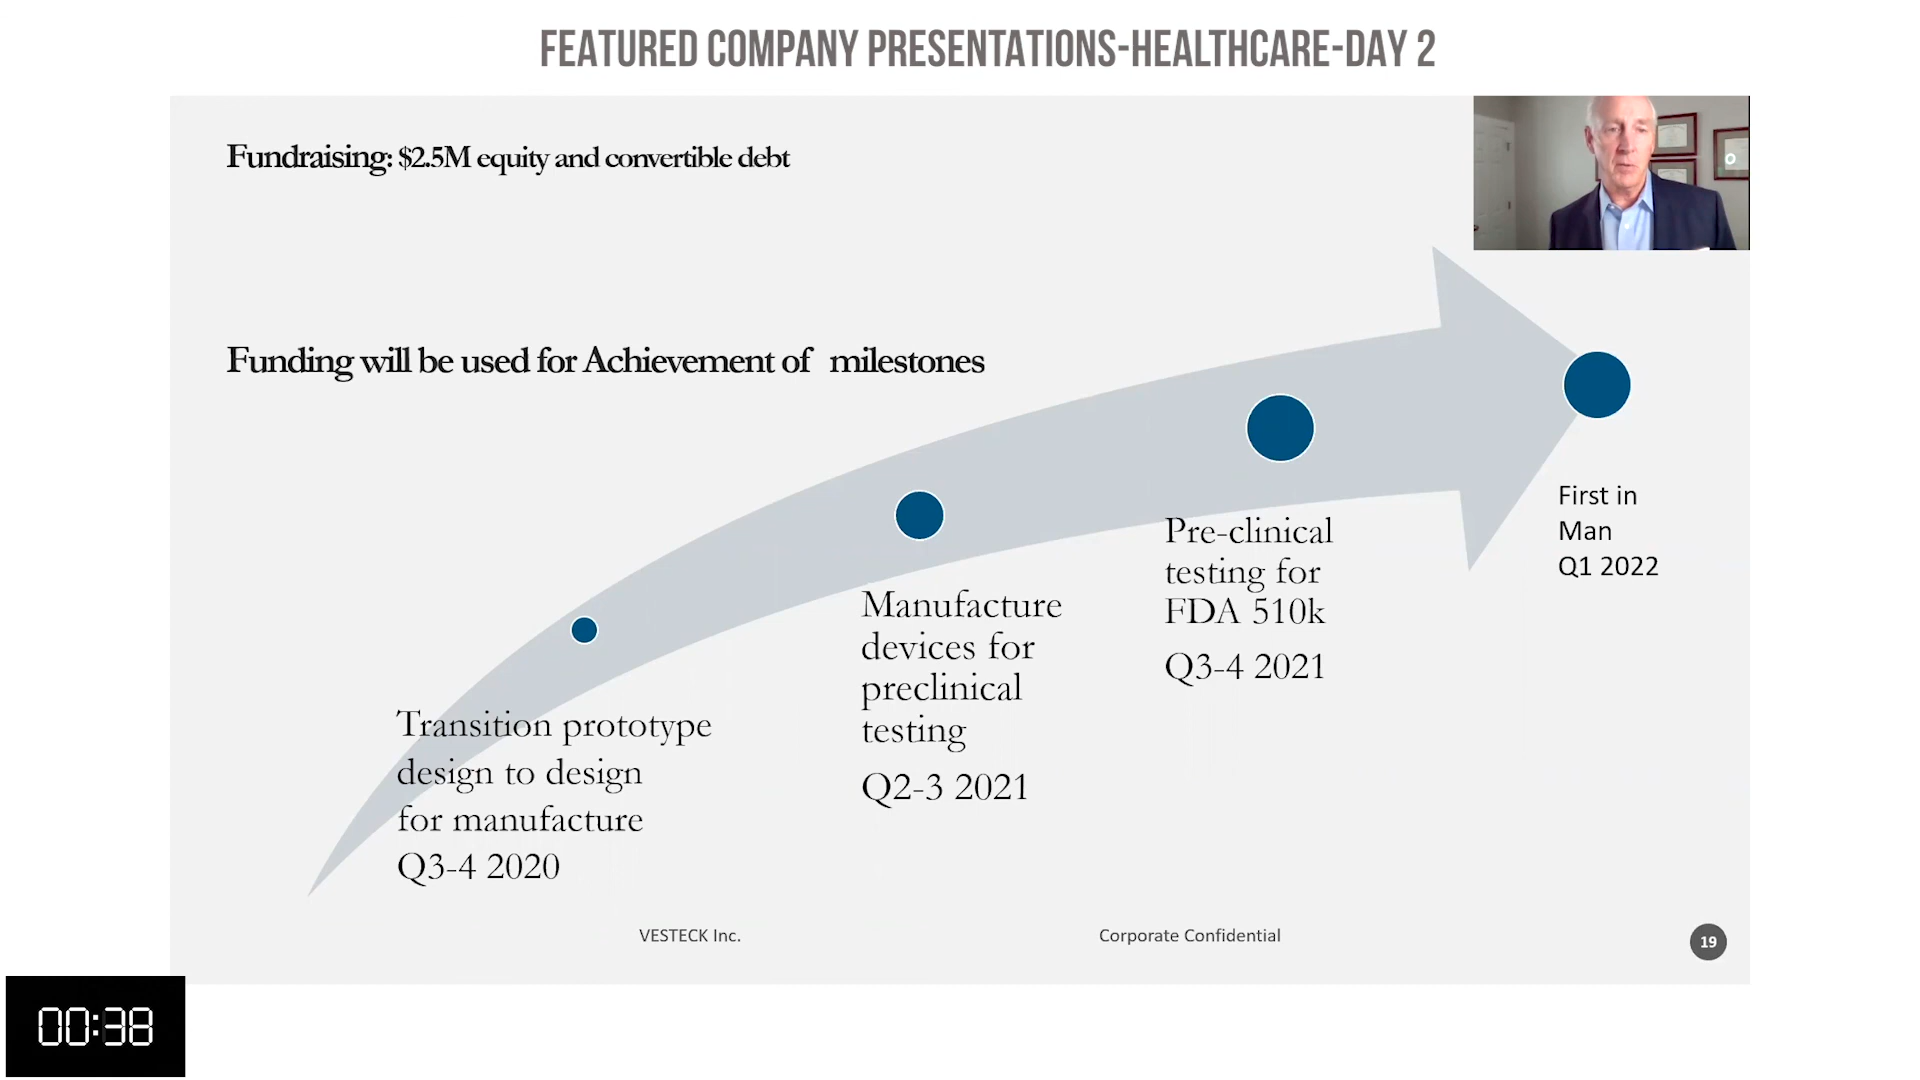 FEATURED COMPANY PRESENTATIONS-HEALTHCARE-DAY 2
Fundraising: $2.5M equity and convertible debt
Funding will be used for Achievement of milestones
Transition prototype
design to design
for manufacture
Q3-4 2020
Manufacture
devices for
preclinical
testing
Q2-3 2021
Pre-clinical
testing for
FDA 510k
Q3-4 2021
First in
Man
Q1 2022
VESTECK Inc.
Corporate Confidential
19
00:38